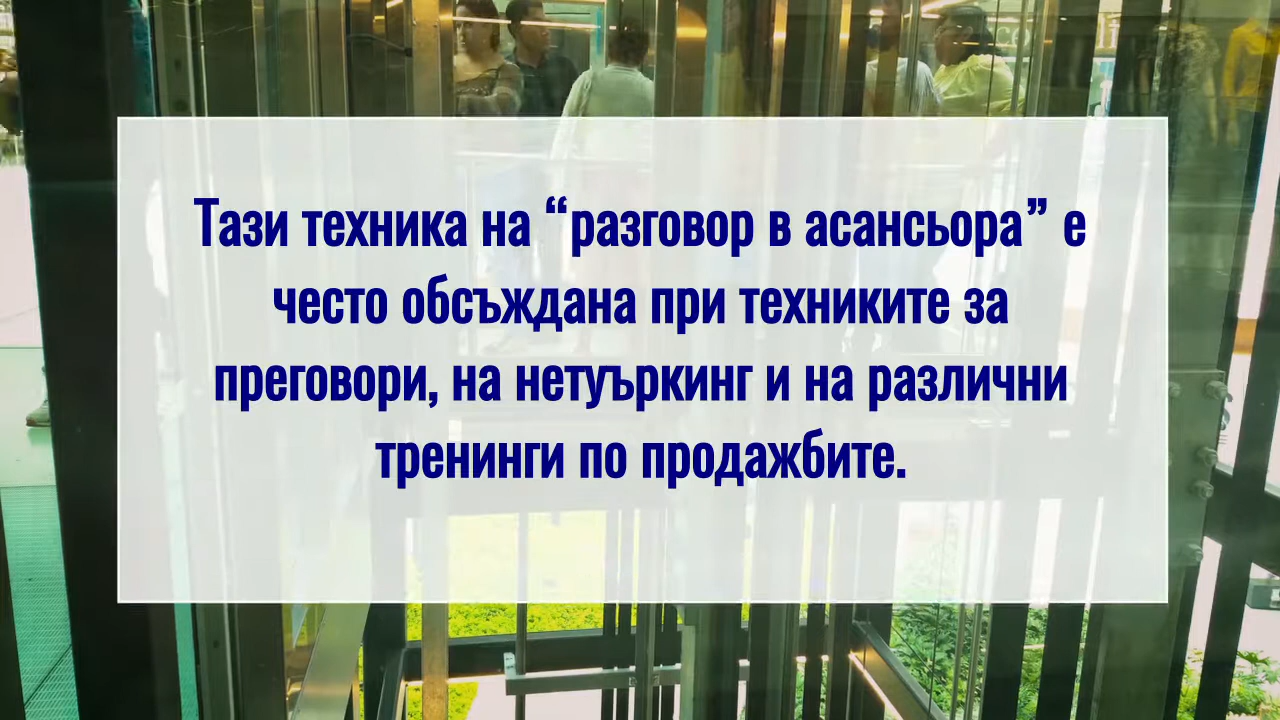 Тази техника на “разговор в асансьора” е
често обсъждана при техниките за
преговори, на нетуъркинг и на различни
тренинги по продажбите.